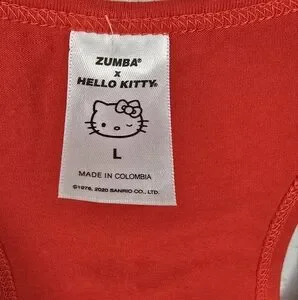 ZUMBA®
X
HELLO KITTY®
L
MADE IN COLOMBIA
©1976, 2020 SANRIO CO., LTD.